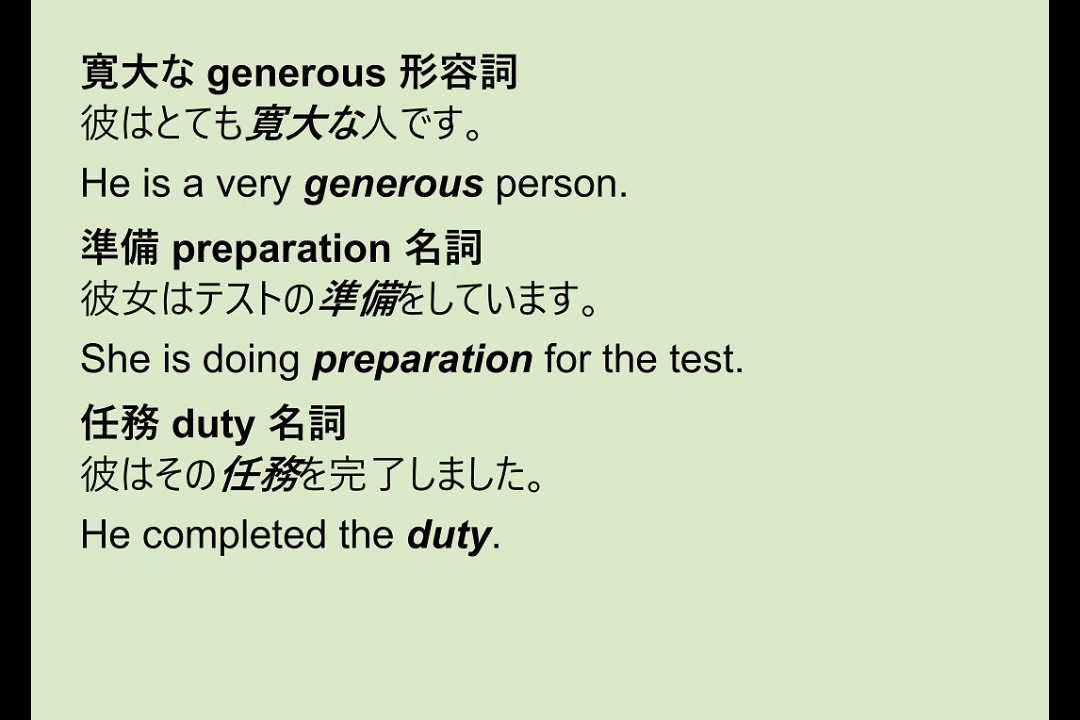 寛大な generous 形容詞
彼はとても寛大な人です。
He is a very generous person.
準備 preparation 名詞
彼女はテストの準備をしています。
She is doing preparation for the test.
任務 duty 名詞
彼はその任務を完了しました。
He completed the duty.